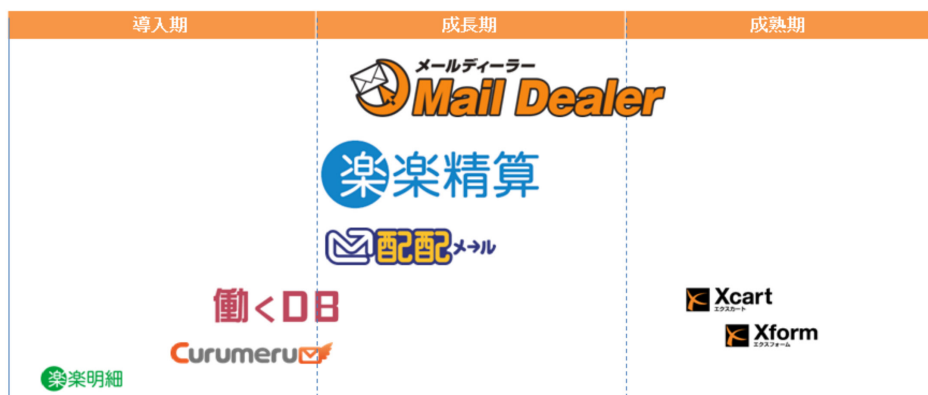 導入期
成長期
成熟期
メールディーラー
Mail Dealer
楽楽精算
配配メール
働くDB
Xcart
エクスカート
Xform
エクスフォーム
Curumeru
楽楽明細